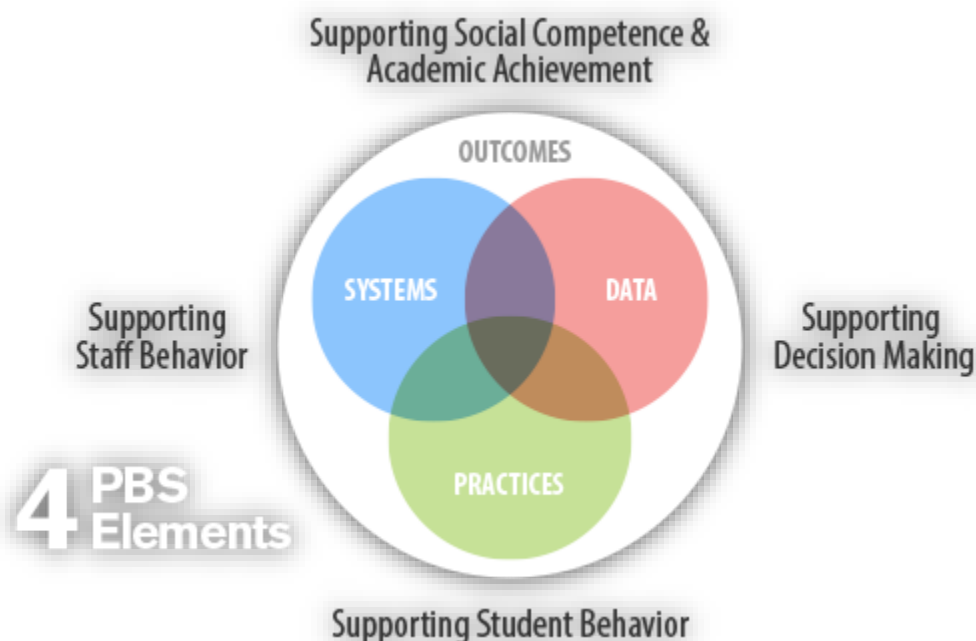 Supporting Social Competence &
Academic Achievement
OUTCOMES
SYSTEMS
DATA
Supporting
Staff Behavior
Supporting
Decision Making
4 PBS
Elements
PRACTICES
Supporting Student Behavior